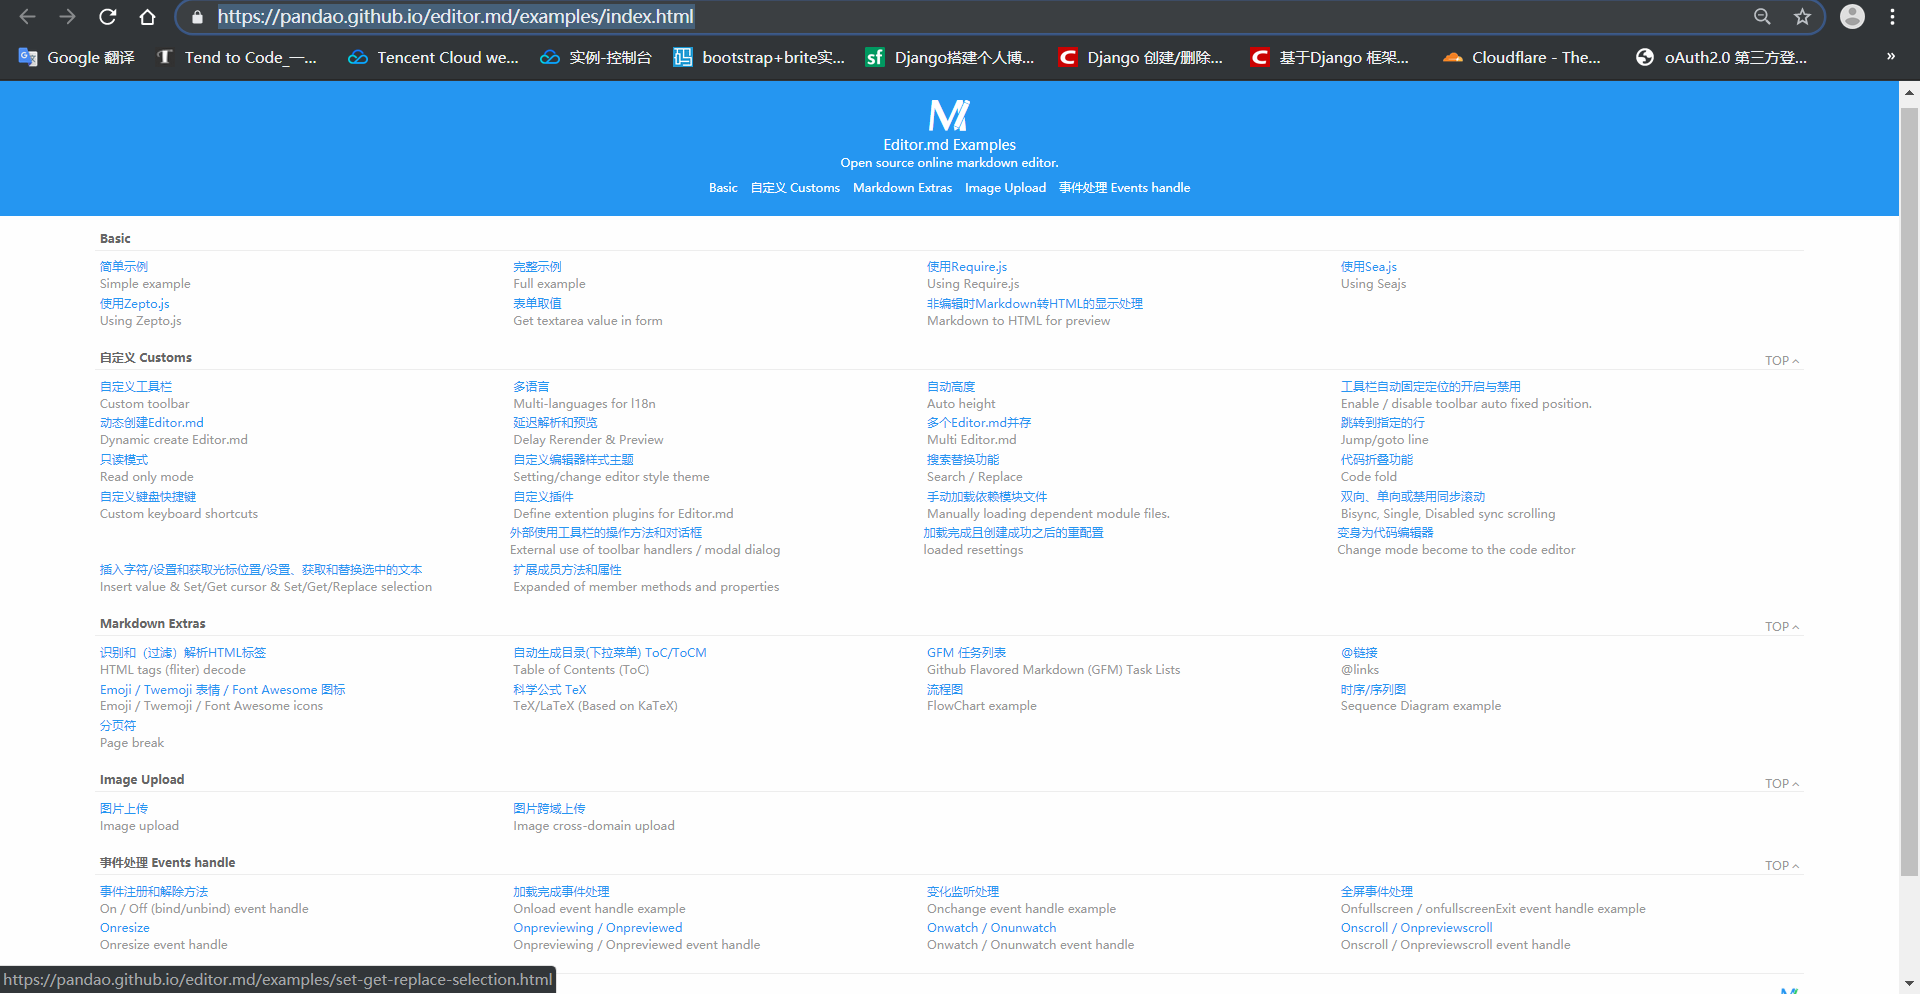 https://pandao.github.io/editor.md/examples/index.html
Google 翻译 Tend to Code_一... Tencent Cloud we... 实例-控制台 bootstrap+brite实... Django搭建个人博... Django 创建/删除... 基于Django 框架... Cloudflare - The... oAuth2.0 第三方登... »
Editor.md Examples
Open source online markdown editor.
Basic 自定义 Customs Markdown Extras Image Upload 事件处理 Events handle
Basic
简单示例 完整示例 使用Require.js 使用Sea.js
Simple example Full example Using Require.js Using Seajs
使用Zepto.js 表单取值 非编辑时Markdown转HTML的显示处理
Using Zepto.js Get textarea value in form Markdown to HTML for preview
自定义 Customs TOP
自定义工具栏 多语言 自动高度 工具栏自动固定定位的开启与禁用
Custom toolbar Multi-languages for l18n Auto height Enable / disable toolbar auto fixed position.
动态创建Editor.md 延迟解析和预览 多个Editor.md并存 跳转到指定的行
Dynamic create Editor.md Delay Rerender & Preview Multi Editor.md Jump/goto line
只读模式 自定义编辑器样式主题 搜索替换功能 代码折叠功能
Read only mode Setting/change editor style theme Search / Replace Code fold
自定义键盘快捷键 自定义插件 手动加载依赖模块文件 双向、单向或禁用同步滚动
Custom keyboard shortcuts Define extention plugins for Editor.md Manually loading dependent module files. Bisync, Single, Disabled sync scrolling
外部使用工具栏的操作方法和对话框 加载完成且创建成功之后的重配置 变身为代码编辑器
External use of toolbar handlers / modal dialog loaded resettings Change mode become to the code editor
插入字符/设置和获取光标位置/设置、获取和替换选中的文本 扩展成员方法和属性
Insert value & Set/Get cursor & Set/Get/Replace selection Expanded of member methods and properties
Markdown Extras TOP
识别和（过滤）解析HTML标签 自动生成目录(下拉菜单) ToC/ToCM GFM 任务列表 @链接
HTML tags (fliter) decode Table of Contents (ToC) Github Flavored Markdown (GFM) Task Lists @links
Emoji / Twemoji 表情 / Font Awesome 图标 科学公式 TeX 流程图 时序/序列图
Emoji / Twemoji / Font Awesome icons TeX/LaTeX (Based on KaTeX) FlowChart example Sequence Diagram example
分页符
Page break
Image Upload TOP
图片上传 图片跨域上传
Image upload Image cross-domain upload
事件处理 Events handle TOP
事件注册和解除方法 加载完成事件处理 变化监听处理 全屏事件处理
On / Off (bind/unbind) event handle Onload event handle example Onchange event handle example Onfullscreen / onfullscreenExit event handle example
Onresize Onpreviewing / Onpreviewed Onwatch / Onunwatch Onscroll / Onpreviewscroll
Onresize event handle Onpreviewing / Onpreviewed event handle Onwatch / Onunwatch event handle Onscroll / Onpreviewscroll event handle
https://pandao.github.io/editor.md/examples/set-get-replace-selection.html